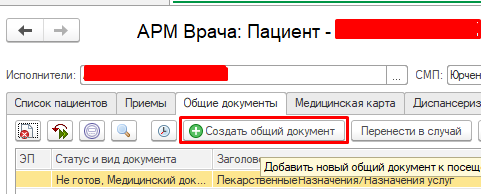 АРМ Врача: Пациент -
Исполнители: ... СМП: Юрчен
Список пациентов Приемы Общие документы Медицинская карта Диспансериз
Создать общий документ Перенести в случай
ЭП Статус и вид документа Заголово
Добавить новый общий документ к посещ
Не готов, Медицинский док... ЛекарственныеНазначения/Назначения услуг